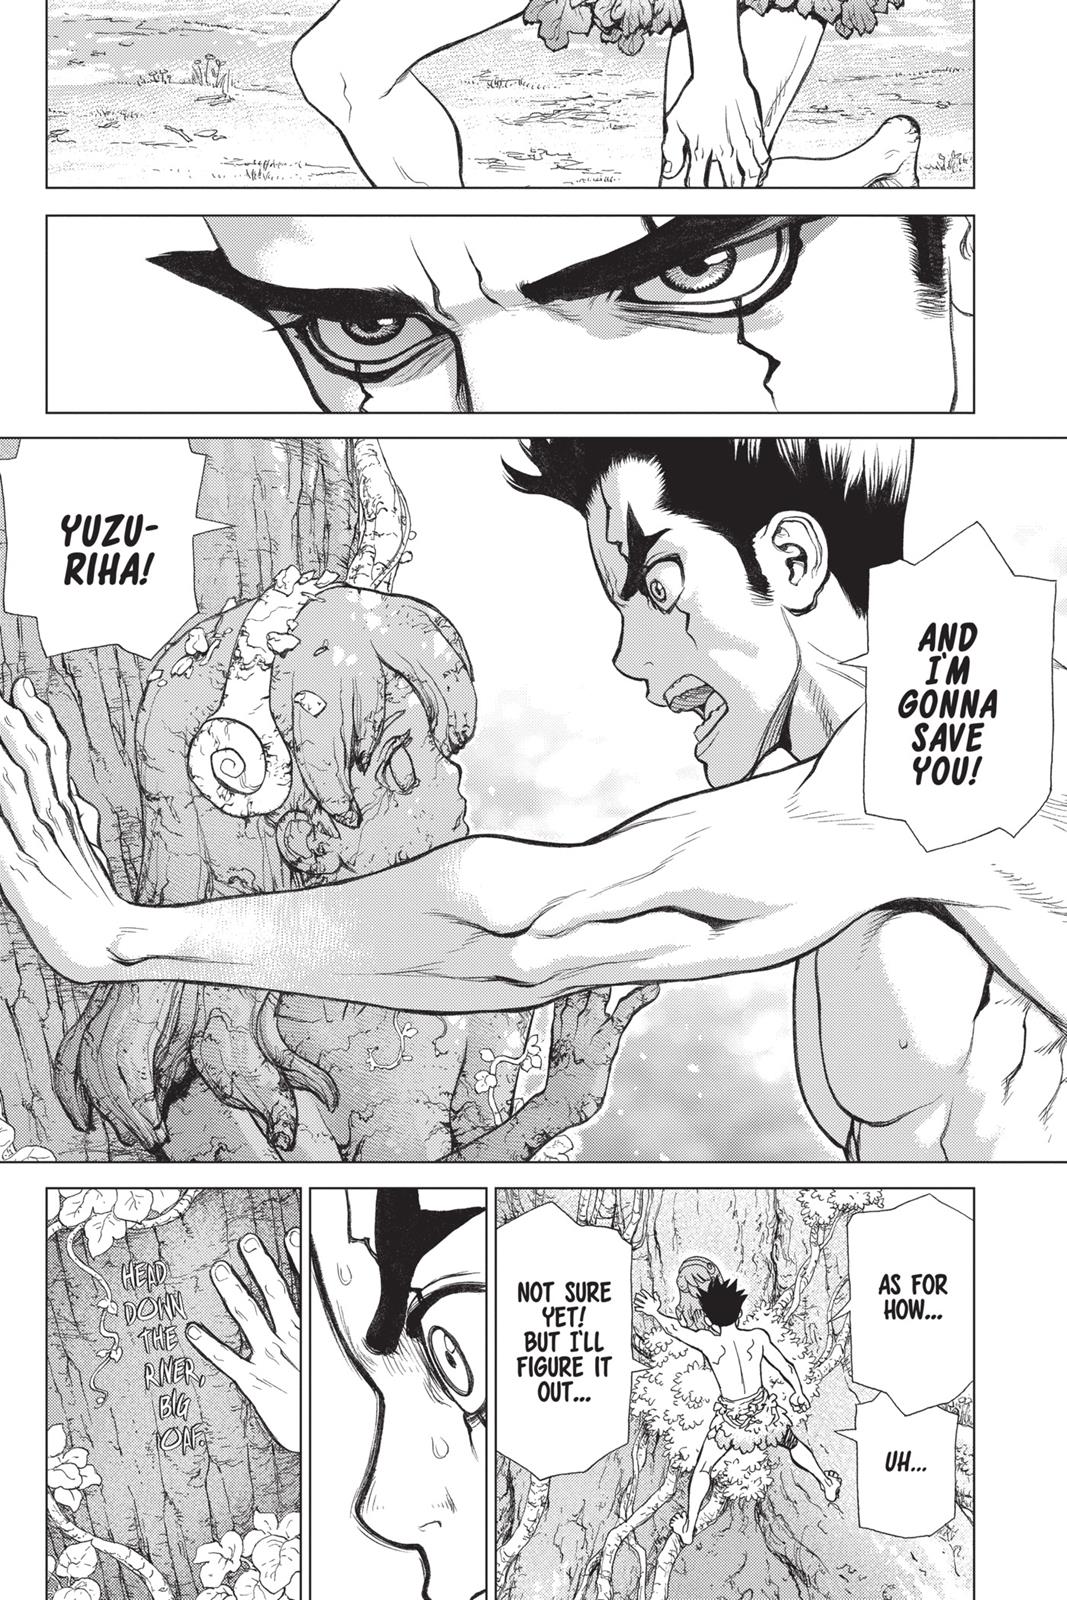 AND
I'M
GONNA
SAVE
YOU!
YUZU-
RIHA!
AS FOR
HOW...
UH...
NOT SURE
YET!
BUT I'LL
FIGURE IT
OUT...
HEAD
DOWN
THE
RIVER,
BIG
OAF.